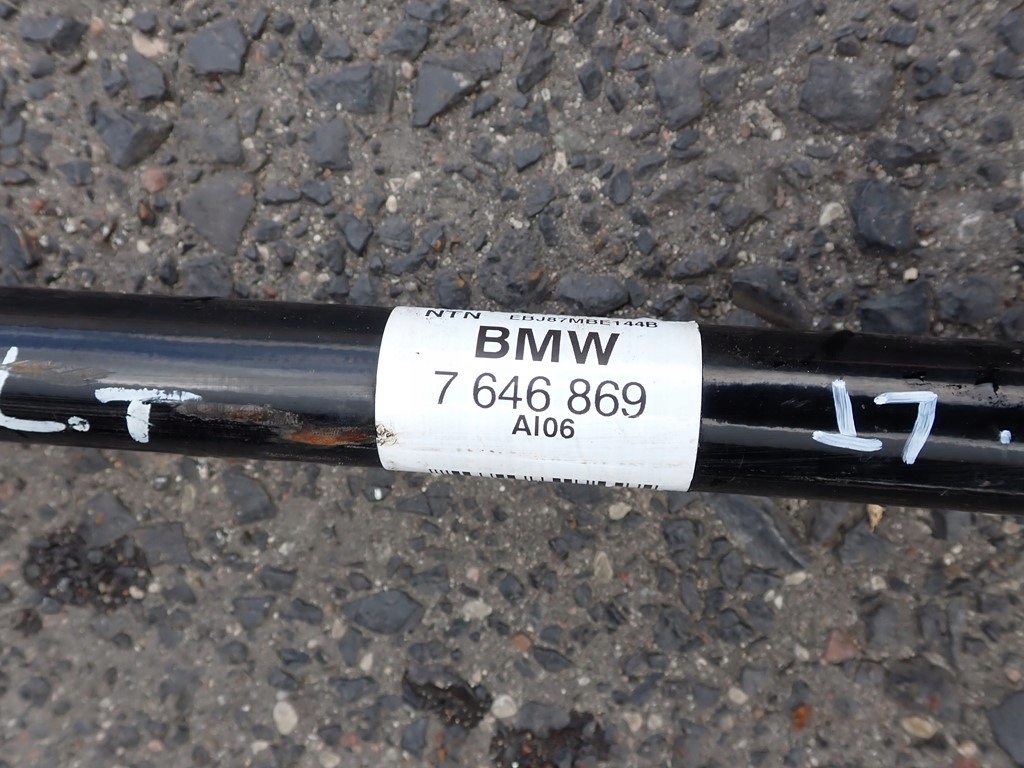 NTN EBJ87MBE144B
BMW
7 646 869
AI06
L.T
17.